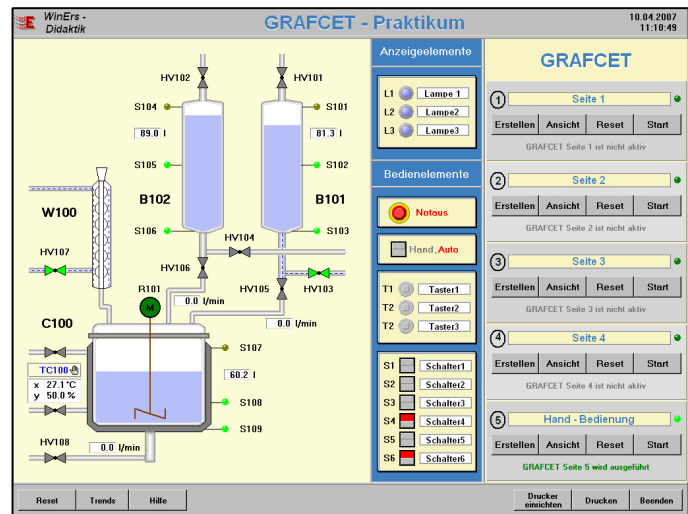 WinErs -
Didaktik
GRAFCET - Praktikum
10.04.2007
11:10:49
HV102
HV101
S104
S101
89.0 l
81.3 l
S105
S102
B102
B101
W100
S106
S103
HV104
HV107
HV106
R101
HV105
HV103
M
0.0 l/min
0.0 l/min
C100
S107
TC100
60.2 l
x 27.1°C
y 50.0 %
S108
S109
HV108
0.0 l/min
Anzeigeelemente
L1 Lampe 1
L2 Lampe2
L3 Lampe3
Bedienelemente
Notaus
Hand, Auto
T1 Taster1
T2 Taster2
T2 Taster3
S1 Schalter1
S2 Schalter2
S3 Schalter3
S4 Schalter4
S5 Schalter5
S6 Schalter6
GRAFCET
1 Seite 1
Erstellen Ansicht Reset Start
GRAFCET Seite 1 ist nicht aktiv
2 Seite 2
Erstellen Ansicht Reset Start
GRAFCET Seite 2 ist nicht aktiv
3 Seite 3
Erstellen Ansicht Reset Start
GRAFCET Seite 3 ist nicht aktiv
4 Seite 4
Erstellen Ansicht Reset Start
GRAFCET Seite 4 ist nicht aktiv
5 Hand - Bedienung
Erstellen Ansicht Reset Start
GRAFCET Seite 5 wird ausgeführt
Reset Trends Hilfe
Drucker
einrichten
Drucken
Beenden